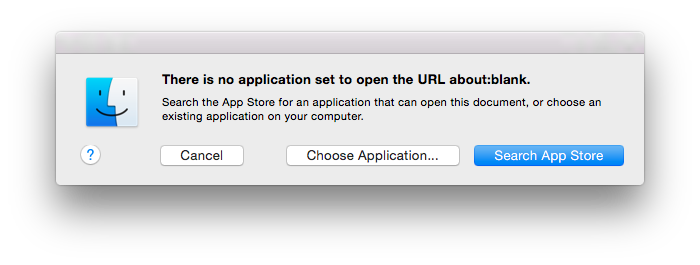 There is no application set to open the URL about:blank.
Search the App Store for an application that can open this document, or choose an
existing application on your computer.
?
Cancel
Choose Application...
Search App Store